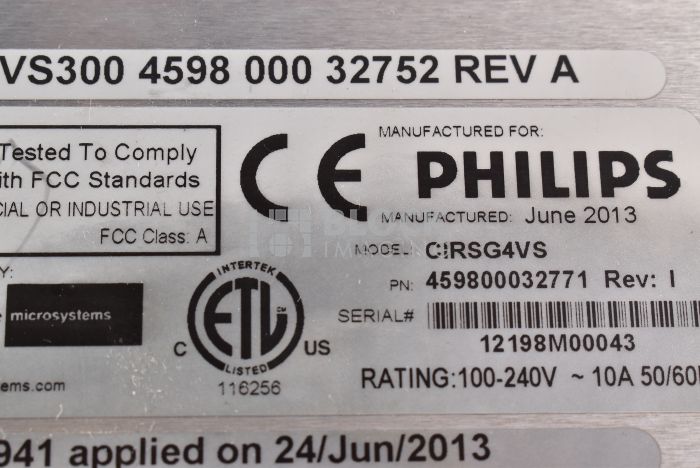 VS300 4598 000 32752 REV A
Tested To Comply
th FCC Standards
CIAL OR INDUSTRIAL USE
FCC Class: A
CE
MANUFACTURED FOR:
PHILIPS
MANUFACTURED: June 2013
MODEL: CIRSG4VS
PN: 459800032771 Rev: I
SERIAL#
12198M00043
RATING:100-240V ~ 10A 50/60
Y:
microsystems
ems.com
INTERTEK
ETL
LISTED
C US
116256
941 applied on 24/Jun/2013